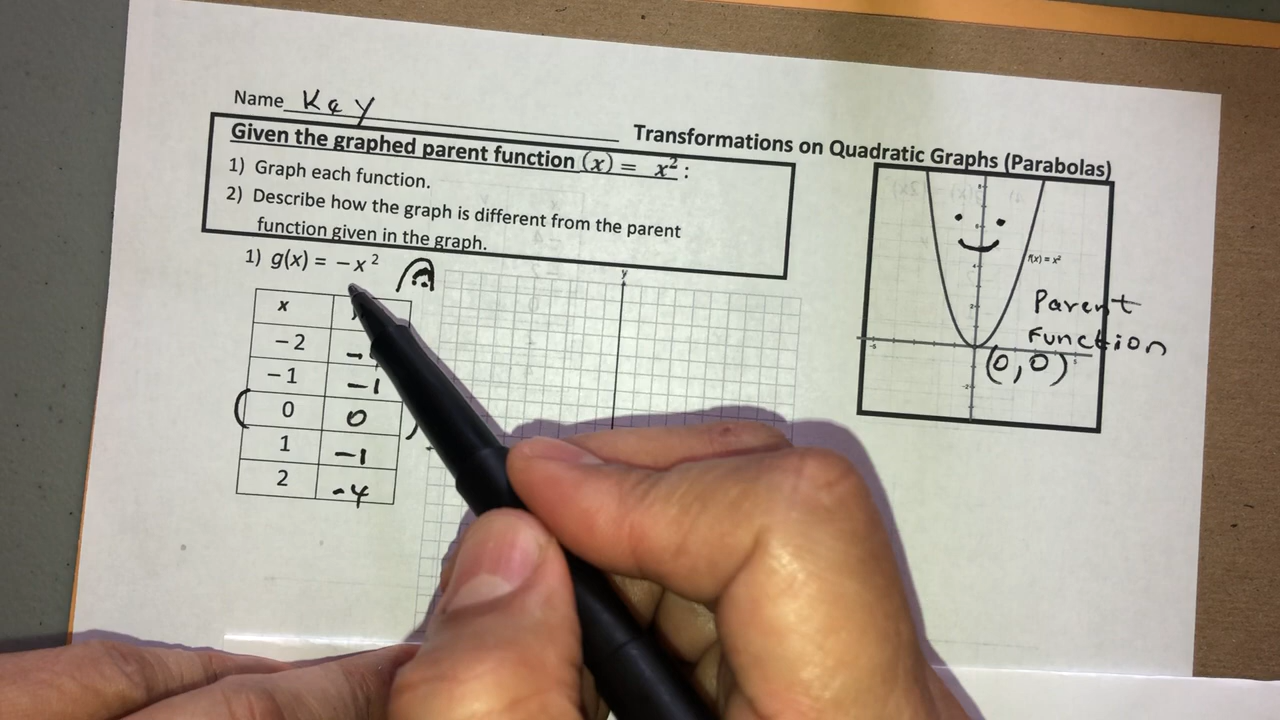 Name Key
Transformations on Quadratic Graphs (Parabolas)
Given the graphed parent function (x) = x²:
1) Graph each function.
2) Describe how the graph is different from the parent
function given in the graph.
1) g(x) = −x²
x
-2 -
-1 -1
0 0
1 -1
2 -4
y
f(x) = x²
Parent
Function
(0,0)